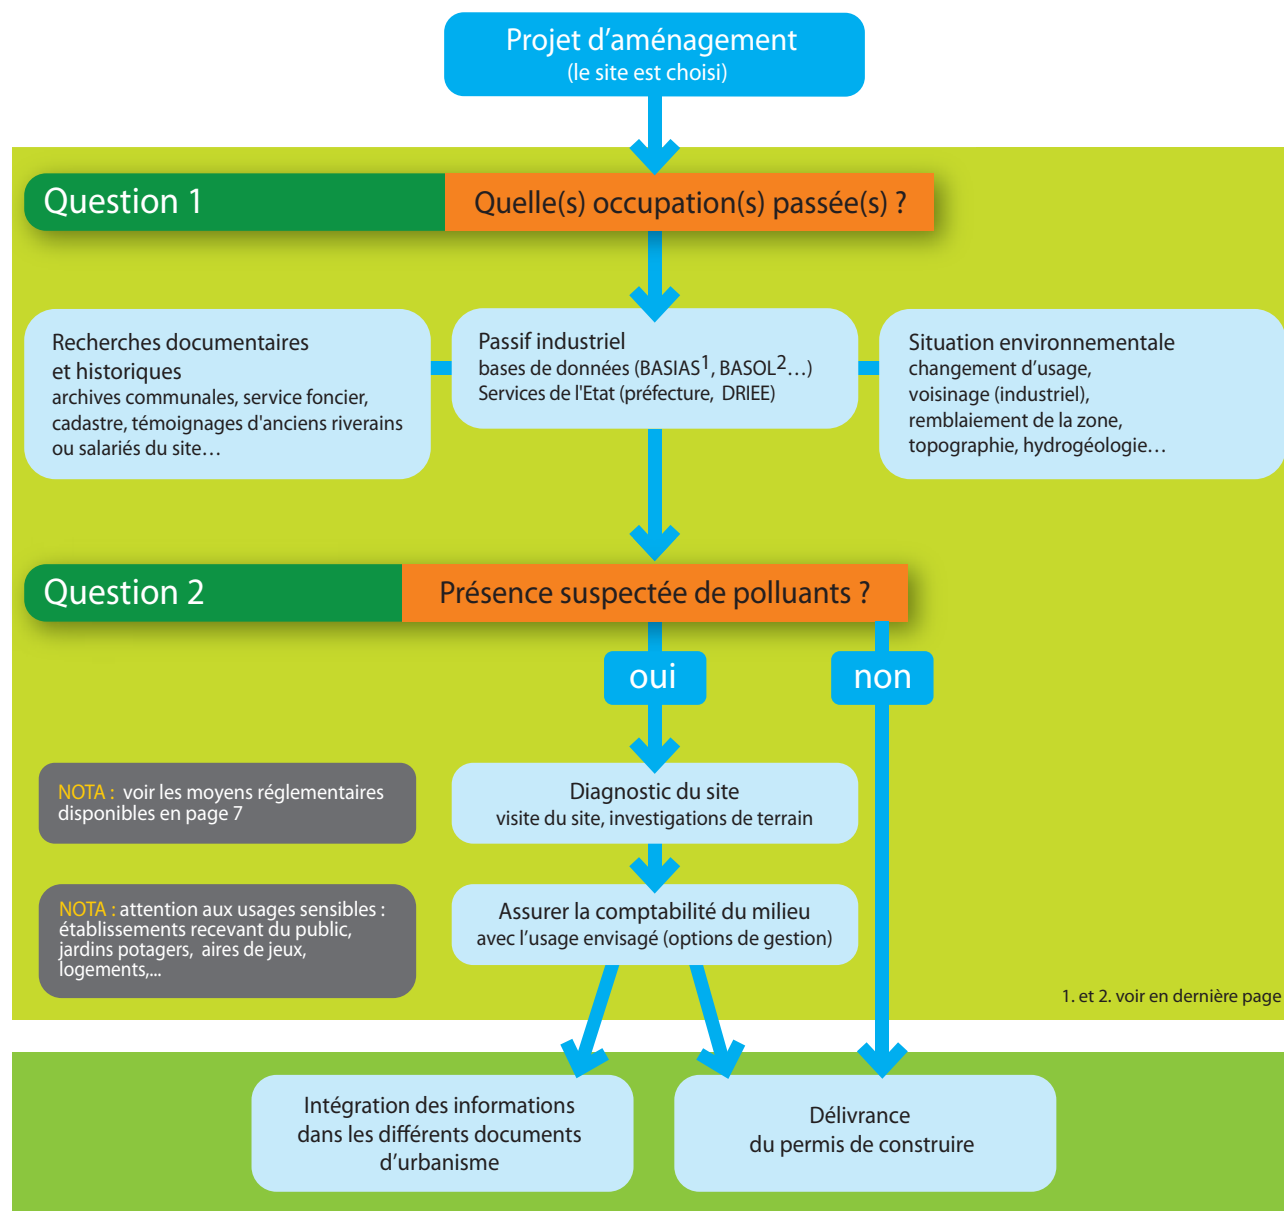 Projet d'aménagement
(le site est choisi)
Question 1
Quelle(s) occupation(s) passée(s) ?
Recherches documentaires
et historiques
archives communales, service foncier,
cadastre, témoignages d'anciens riverains
ou salariés du site…
Passif industriel
bases de données (BASIAS1, BASOL2…)
Services de l'Etat (préfecture, DRIEE)
Situation environnementale
changement d'usage,
voisinage (industriel),
remblaiement de la zone,
topographie, hydrogéologie…
Question 2
Présence suspectée de polluants ?
oui
non
NOTA : voir les moyens réglementaires
disponibles en page 7
Diagnostic du site
visite du site, investigations de terrain
NOTA : attention aux usages sensibles :
établissements recevant du public,
jardins potagers, aires de jeux,
logements,...
Assurer la comptabilité du milieu
avec l'usage envisagé (options de gestion)
1. et 2. voir en dernière page
Intégration des informations
dans les différents documents
d'urbanisme
Délivrance
du permis de construire